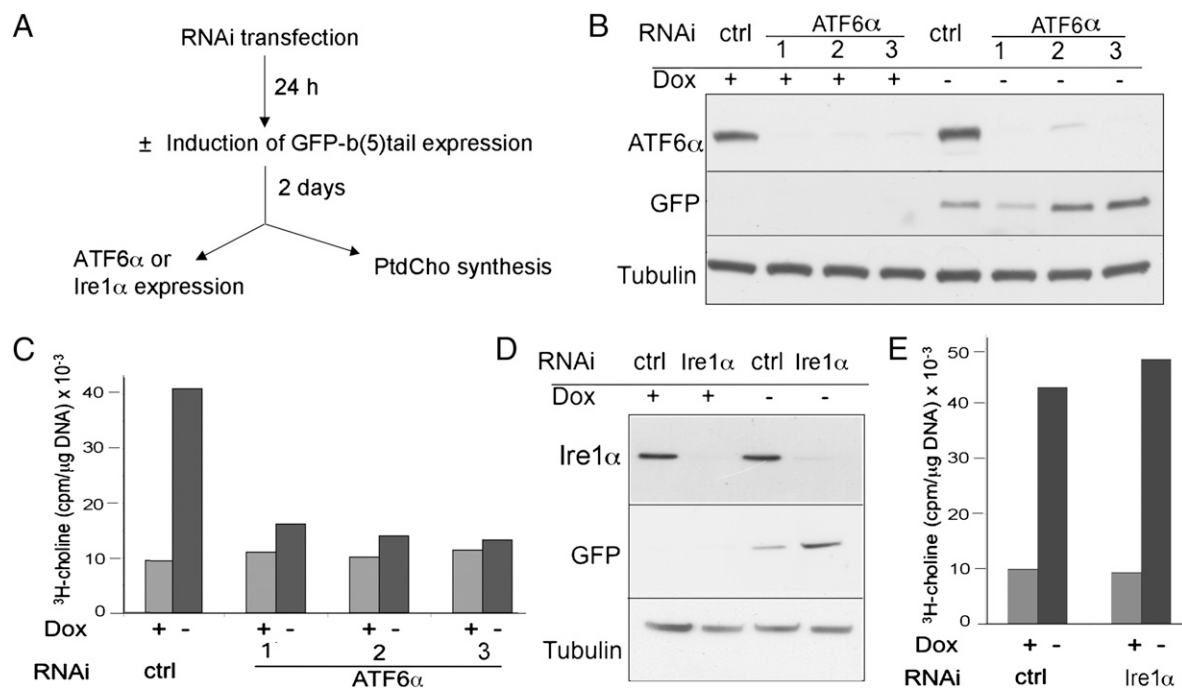 A
RNAi transfection
24 h
± Induction of GFP-b(5)tail expression
2 days
ATF6α or
Ire1α expression
PtdCho synthesis
B
RNAi ctrl ATF6α ctrl ATF6α
1 2 3 1 2 3
Dox + + + + - - - -
ATF6α
GFP
Tubulin
C
³H-choline (cpm/μg DNA) x 10⁻³
40
30
20
10
0
Dox + - + - + - + -
RNAi ctrl 1 2 3
ATF6α
D
RNAi ctrl Ire1α ctrl Ire1α
Dox + + - -
Ire1α
GFP
Tubulin
E
³H-choline (cpm/μg DNA) x 10⁻³
50
40
30
20
10
0
Dox + - + -
RNAi ctrl Ire1α